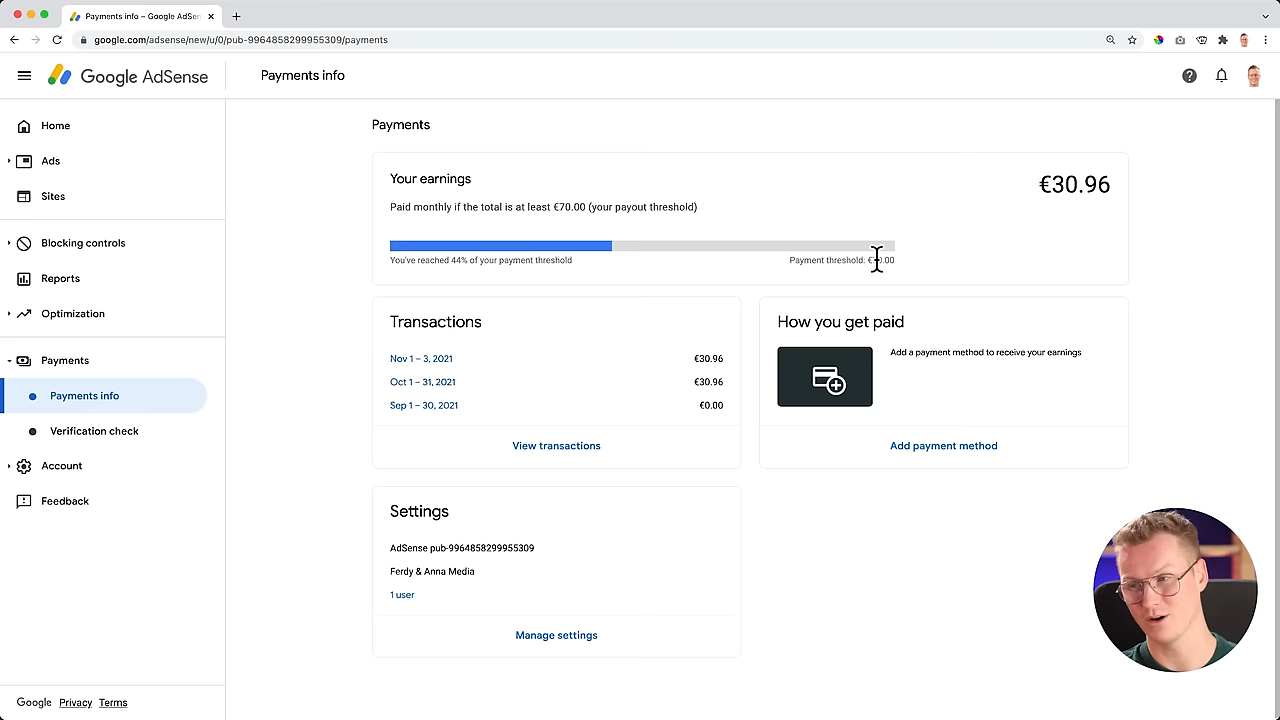 Payments info – Google AdSen
google.com/adsense/new/u/0/pub-9964858299955309/payments
Google AdSense
Payments info
Home
Ads
Sites
Blocking controls
Reports
Optimization
Payments
Payments info
Verification check
Account
Feedback
Google Privacy Terms
Payments
Your earnings
€30.96
Paid monthly if the total is at least €70.00 (your payout threshold)
You've reached 44% of your payment threshold
Payment threshold:
Transactions
Nov 1 – 3, 2021 €30.96
Oct 1 – 31, 2021 €30.96
Sep 1 – 30, 2021 €0.00
View transactions
How you get paid
Add a payment method to receive your earnings
Add payment method
Settings
AdSense pub-9964858299955309
Ferdy & Anna Media
1 user
Manage settings